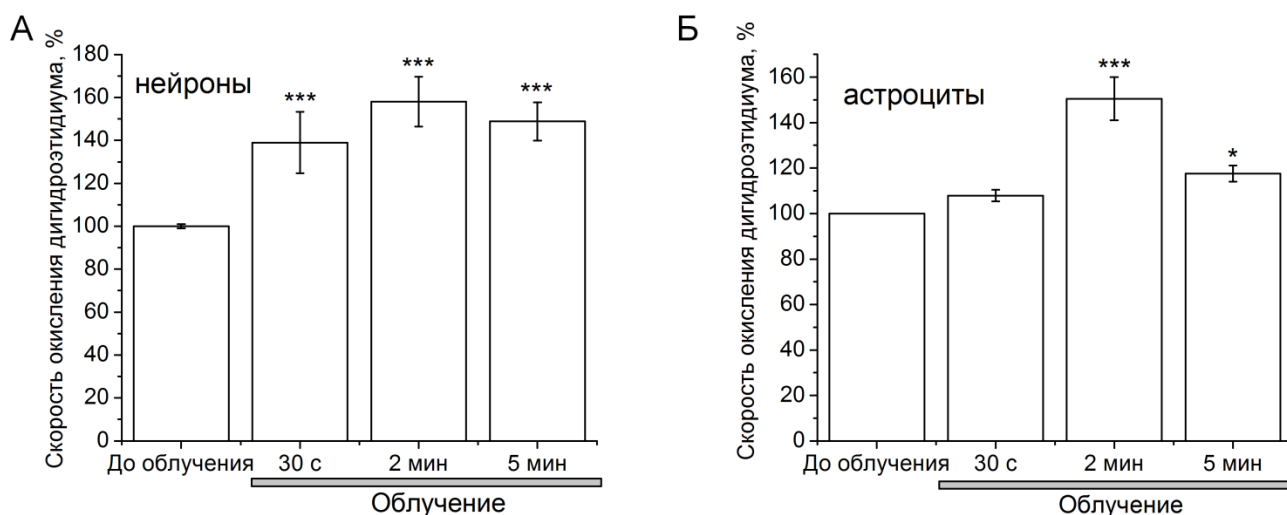 А
Скорость окисления дигидроэтидиума, %
180
160
140
120
100
80
60
40
20
0
нейроны
***
***
***
До облучения
30 с
2 мин
5 мин
Облучение
Б
Скорость окисления дигидроэтидиума, %
160
140
120
100
80
60
40
20
0
астроциты
***
*
До облучения
30 с
2 мин
5 мин
Облучение